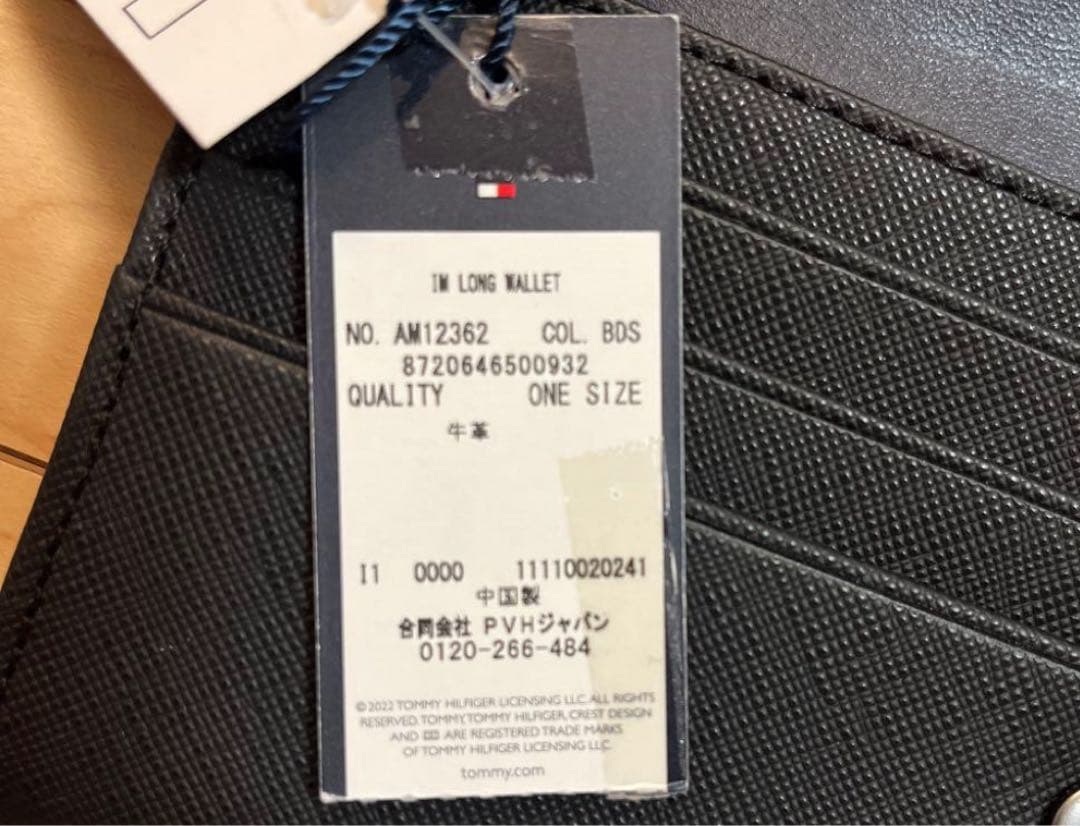 IM LONG WALLET
NO. AM12362 COL. BDS
8720646500932
QUALITY ONE SIZE
牛革
I1 0000 11110020241
中国製
合同会社 PVHジャパン
0120-266-484
©2022 TOMMY HILFIGER LICENSING LLC. ALL RIGHTS
RESERVED. TOMMY, TOMMY HILFIGER, CREST DESIGN
AND ARE REGISTERED TRADE MARKS
OF TOMMY HILFIGER LICENSING LLC.
tommy.com